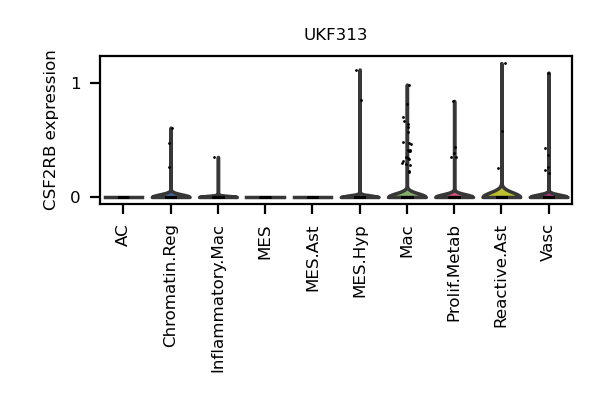 UKF313
CSF2RB expression
1
0
AC
Chromatin.Reg
Inflammatory.Mac
MES
MES.Ast
MES.Hyp
Mac
Prolif.Metab
Reactive.Ast
Vasc